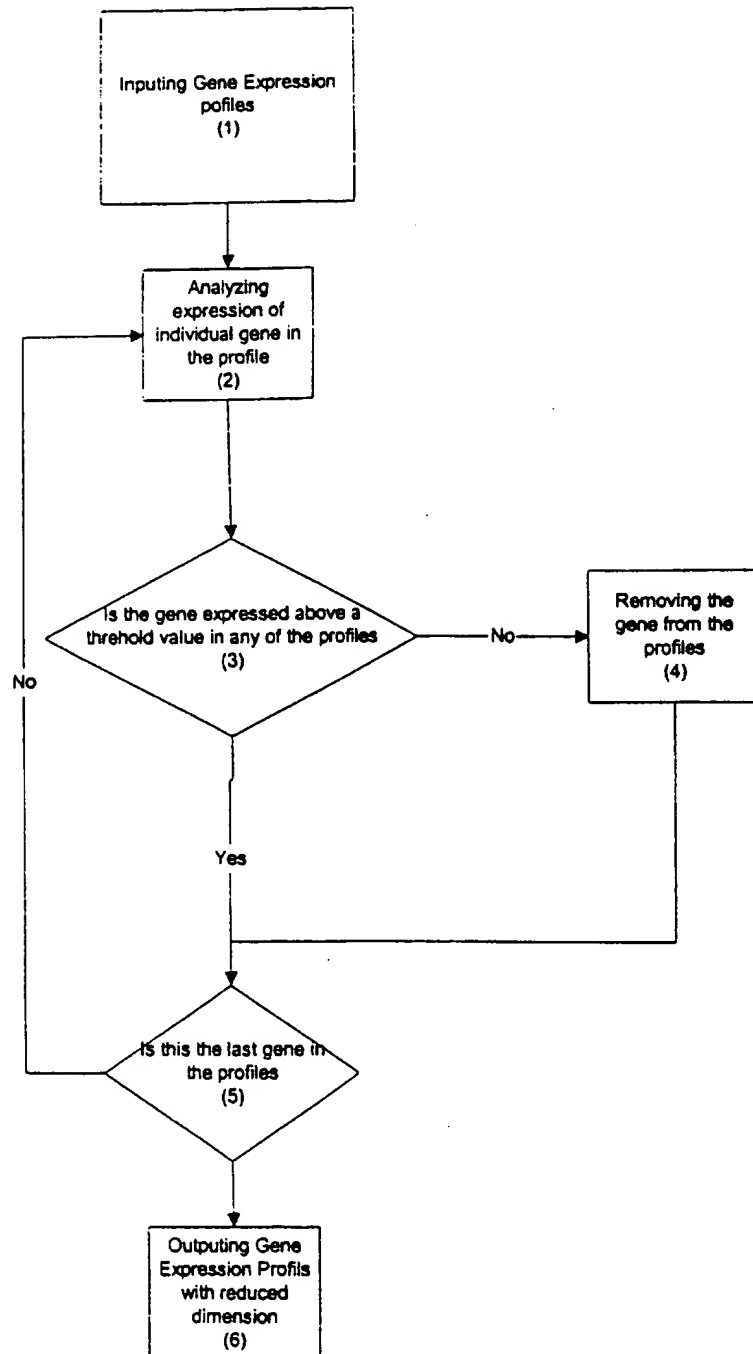 Inputing Gene Expression
pofiles
(1)
Analyzing
expression of
individual gene in
the profile
(2)
Is the gene expressed above a
threhold value in any of the profiles
(3)
No
Removing the
gene from the
profiles
(4)
No
Yes
Is this the last gene in
the profiles
(5)
Outputing Gene
Expression Profils
with reduced
dimension
(6)